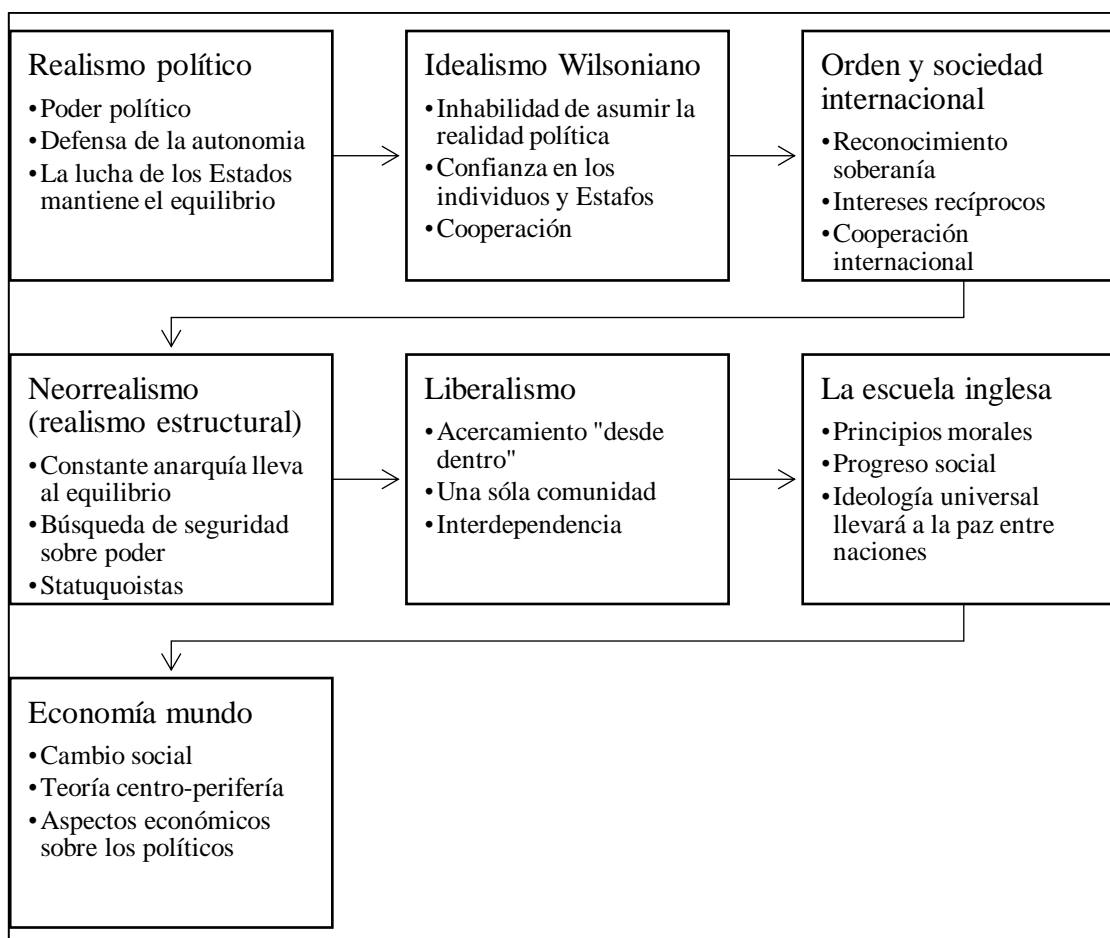 Realismo político
•Poder político
•Defensa de la autonomia
•La lucha de los Estados
mantiene el equilibrio
Idealismo Wilsoniano
•Inhabilidad de asumir la
realidad política
•Confianza en los
individuos y Estafos
•Cooperación
Orden y sociedad
internacional
•Reconocimiento
soberanía
•Intereses recíprocos
•Cooperación
internacional
Neorrealismo
(realismo estructural)
•Constante anarquía lleva
al equilibrio
•Búsqueda de seguridad
sobre poder
•Statuquoistas
Liberalismo
•Acercamiento "desde
dentro"
•Una sóla comunidad
•Interdependencia
La escuela inglesa
•Principios morales
•Progreso social
•Ideología universal
llevará a la paz entre
naciones
Economía mundo
•Cambio social
•Teoría centro-perifería
•Aspectos económicos
sobre los políticos